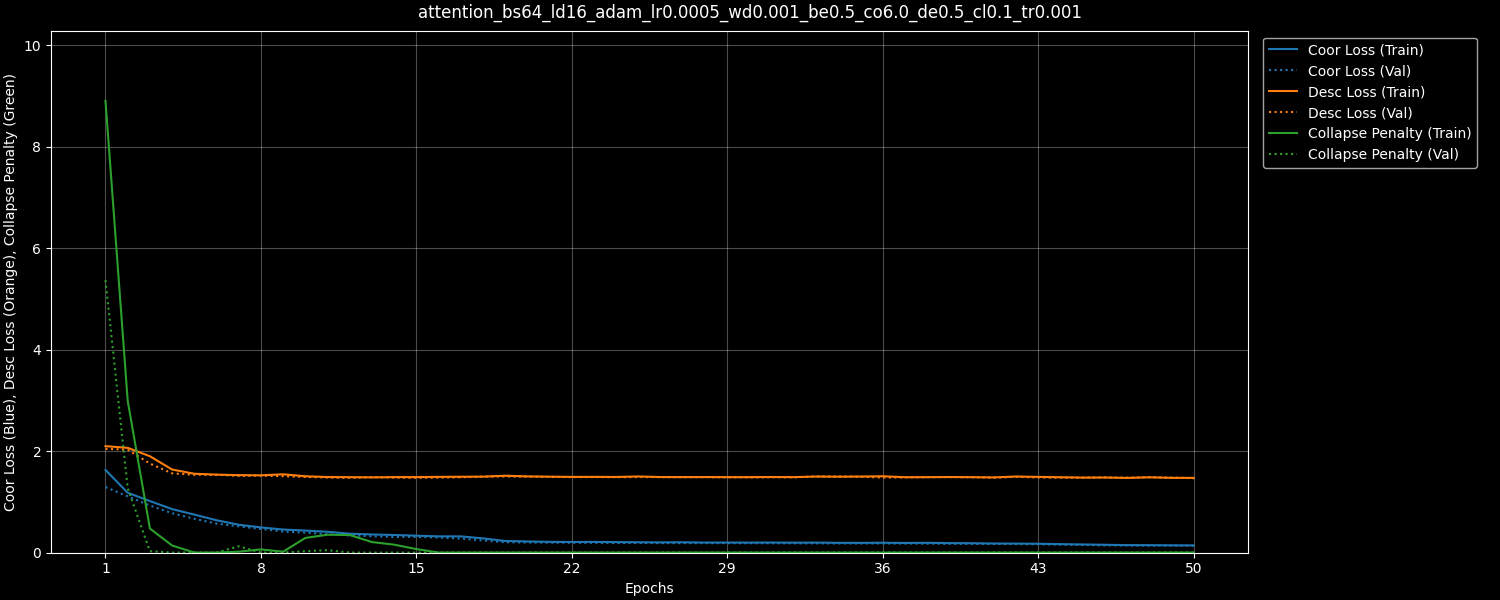 attention_bs64_ld16_adam_lr0.0005_wd0.001_be0.5_co6.0_de0.5_cl0.1_tr0.001
Coor Loss (Blue), Desc Loss (Orange), Collapse Penalty (Green)
10
8
6
4
2
0
1
8
15
22
29
36
43
50
Epochs
Coor Loss (Train)
Coor Loss (Val)
Desc Loss (Train)
Desc Loss (Val)
Collapse Penalty (Train)
Collapse Penalty (Val)